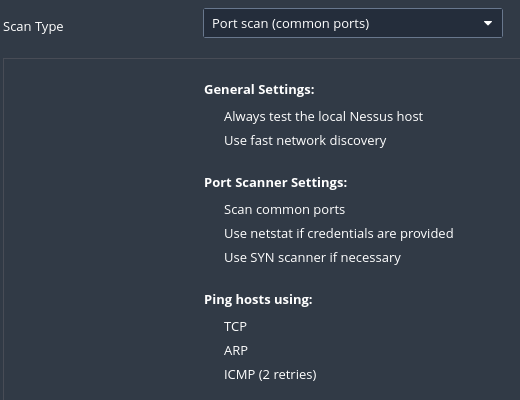 Scan Type
Port scan (common ports)
General Settings:
Always test the local Nessus host
Use fast network discovery
Port Scanner Settings:
Scan common ports
Use netstat if credentials are provided
Use SYN scanner if necessary
Ping hosts using:
TCP
ARP
ICMP (2 retries)